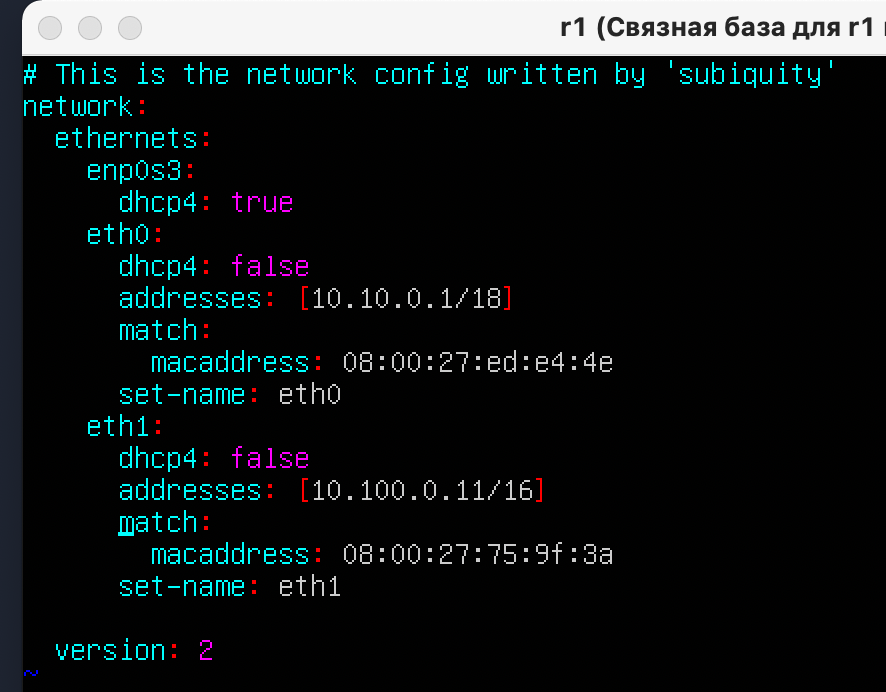 r1 (Связная база для r1
# This is the network config written by 'subiquity'
network:
  ethernets:
    enp0s3:
      dhcp4: true
    eth0:
      dhcp4: false
      addresses: [10.10.0.1/18]
      match:
        macaddress: 08:00:27:ed:e4:4e
      set-name: eth0
    eth1:
      dhcp4: false
      addresses: [10.100.0.11/16]
      match:
        macaddress: 08:00:27:75:9f:3a
      set-name: eth1
  version: 2
~